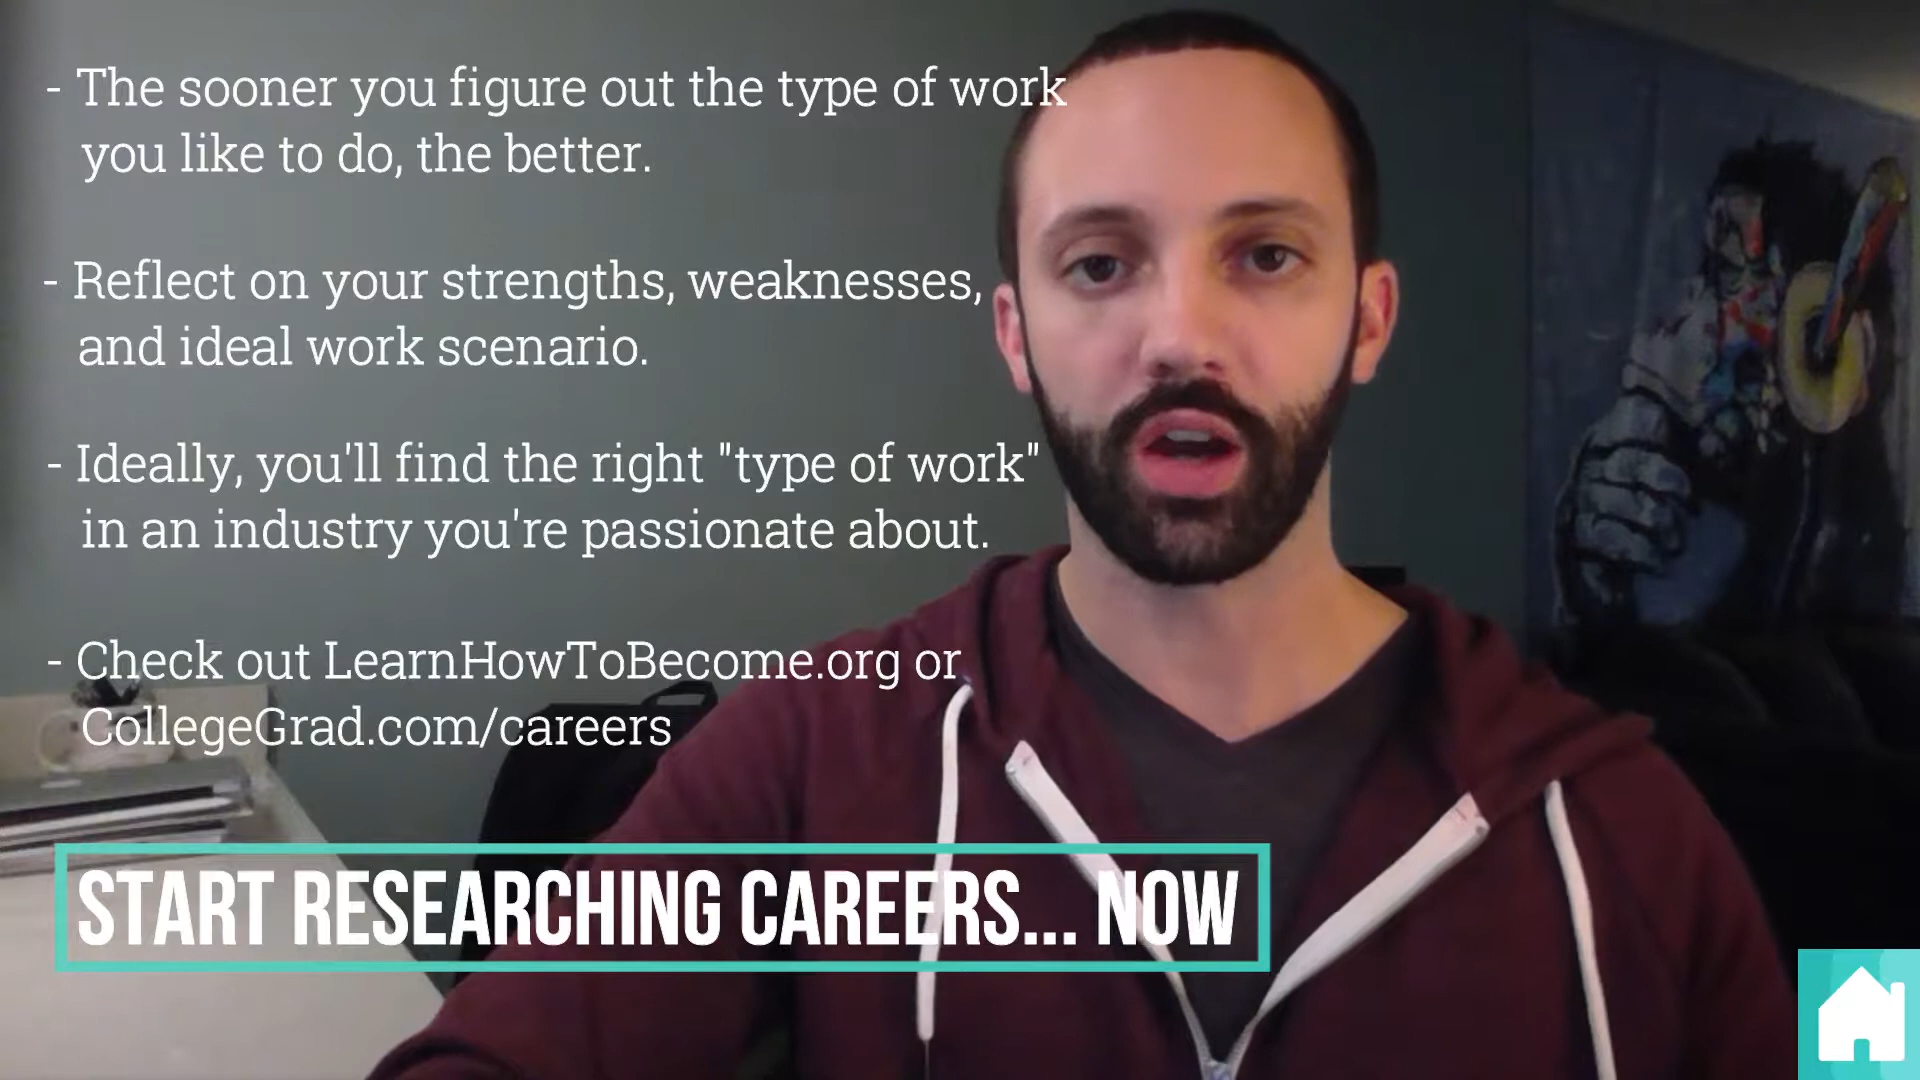 - The sooner you figure out the type of work
you like to do, the better.
- Reflect on your strengths, weaknesses,
and ideal work scenario.
- Ideally, you'll find the right "type of work"
in an industry you're passionate about.
- Check out LearnHowToBecome.org or
CollegeGrad.com/careers
START RESEARCHING CAREERS... NOW